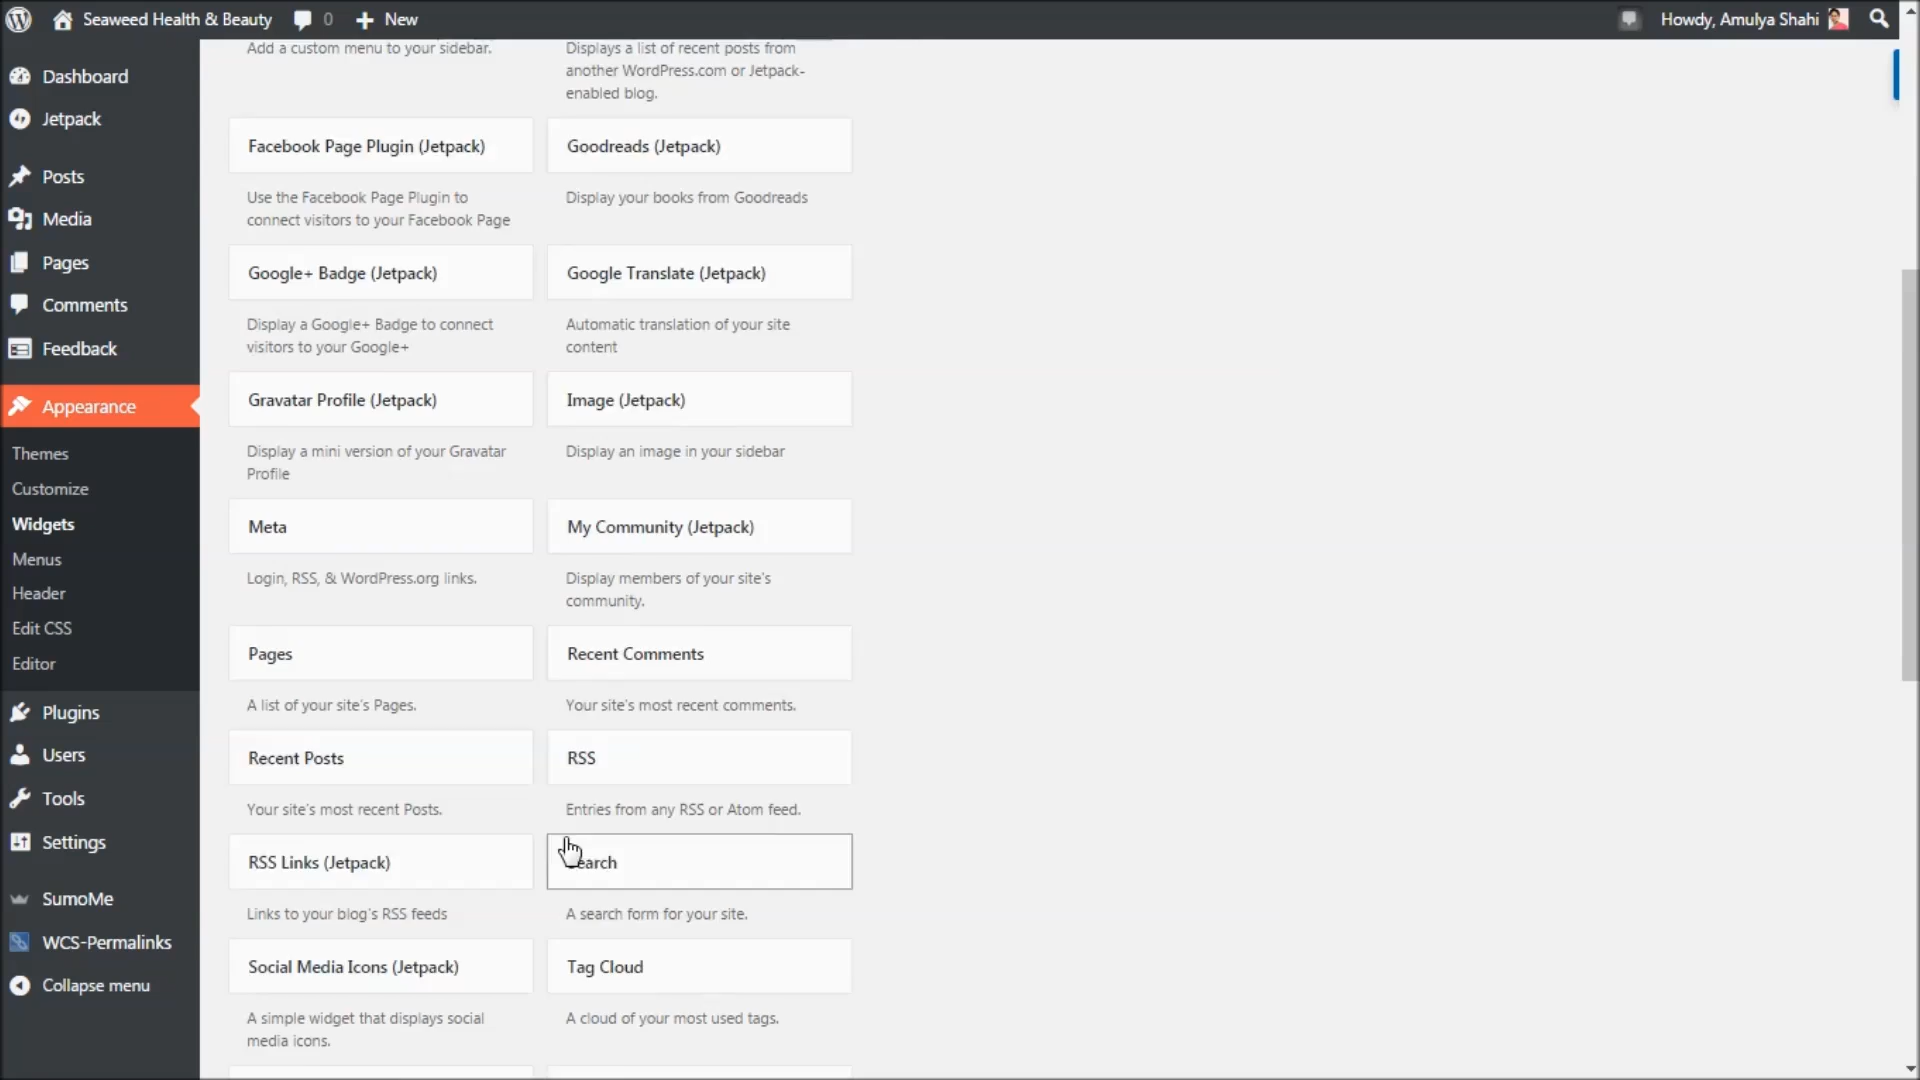 Seaweed Health & Beauty
0
New
Howdy, Amulya Shahi
Dashboard
Jetpack
Posts
Media
Pages
Comments
Feedback
Appearance
Themes
Customize
Widgets
Menus
Header
Edit CSS
Editor
Plugins
Users
Tools
Settings
SumoMe
WCS-Permalinks
Collapse menu
Add a custom menu to your sidebar.
Displays a list of recent posts from
another WordPress.com or Jetpack-
enabled blog.
Facebook Page Plugin (Jetpack)
Goodreads (Jetpack)
Use the Facebook Page Plugin to
connect visitors to your Facebook Page
Display your books from Goodreads
Google+ Badge (Jetpack)
Google Translate (Jetpack)
Display a Google+ Badge to connect
visitors to your Google+
Automatic translation of your site
content
Gravatar Profile (Jetpack)
Image (Jetpack)
Display a mini version of your Gravatar
Profile
Display an image in your sidebar
Meta
My Community (Jetpack)
Login, RSS, & WordPress.org links.
Display members of your site's
community.
Pages
Recent Comments
A list of your site's Pages.
Your site's most recent comments.
Recent Posts
RSS
Your site's most recent Posts.
Entries from any RSS or Atom feed.
RSS Links (Jetpack)
Search
Links to your blog's RSS feeds
A search form for your site.
Social Media Icons (Jetpack)
Tag Cloud
A simple widget that displays social
media icons.
A cloud of your most used tags.